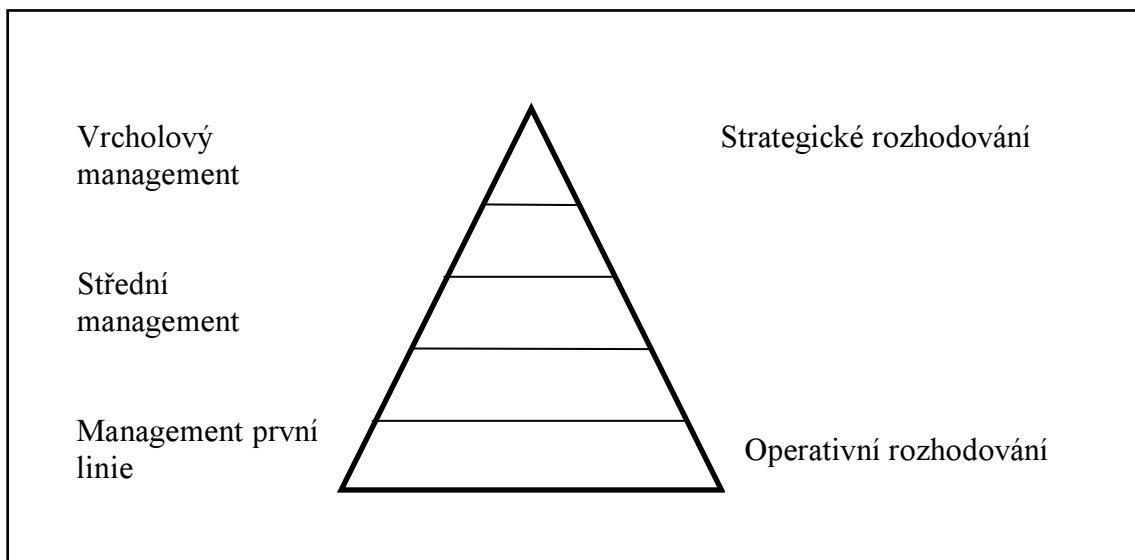 Vrcholový
management
Strategické rozhodování
Střední
management
Management první
linie
Operativní rozhodování